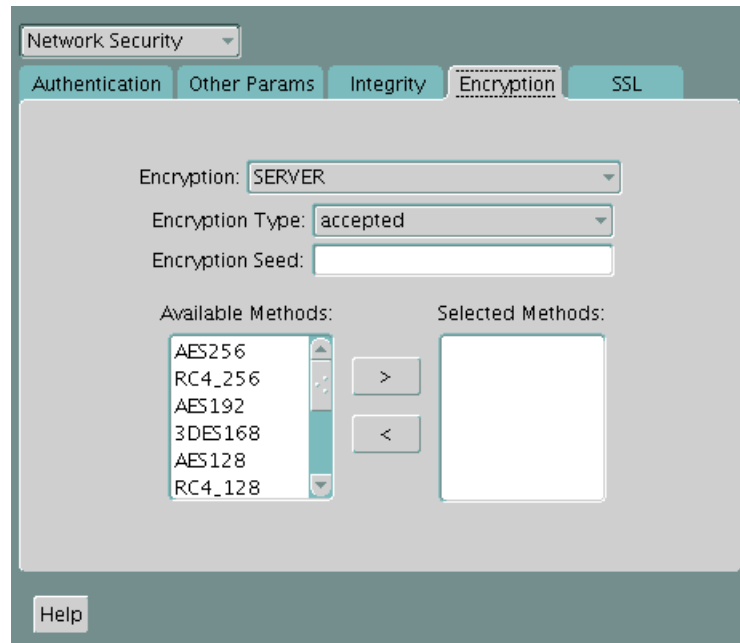 Network Security
Authentication Other Params Integrity Encryption SSL
Encryption: SERVER
Encryption Type: accepted
Encryption Seed:
Available Methods: Selected Methods:
AES256
RC4_256
>
AES192
3DES168
<
AES128
RC4_128
Help